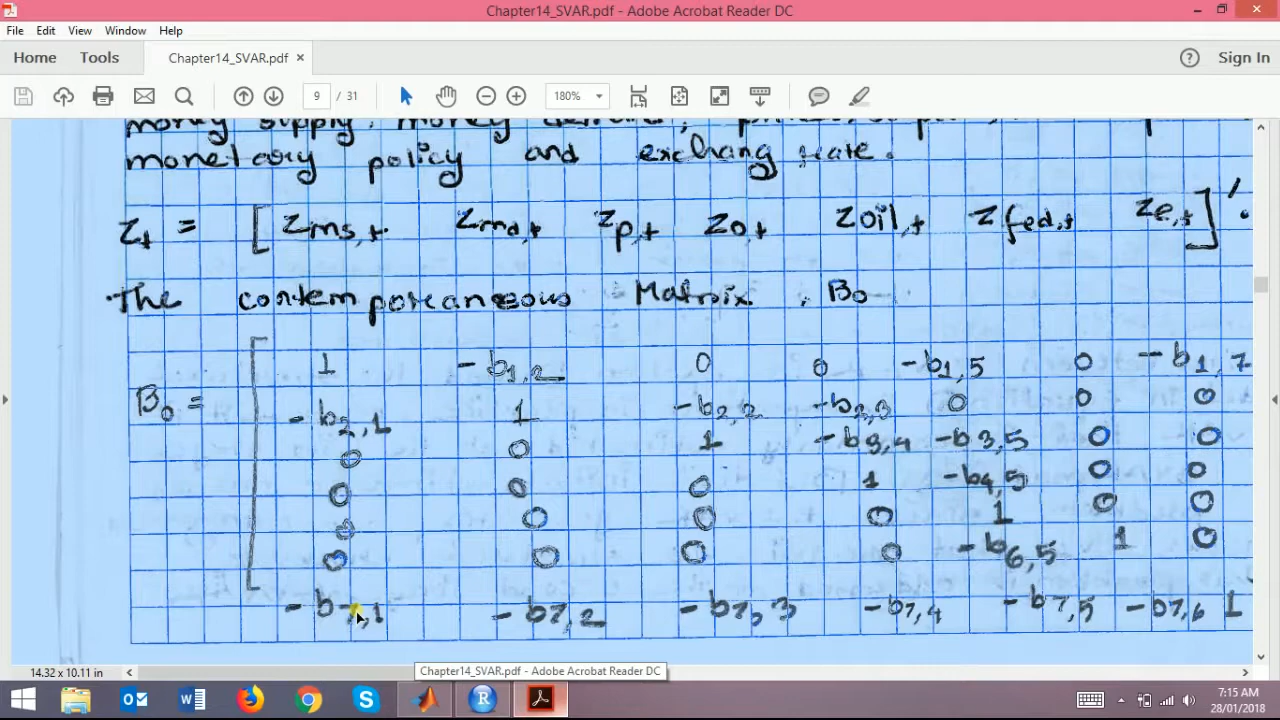 Chapter14_SVAR.pdf - Adobe Acrobat Reader DC
File Edit View Window Help
Home Tools Chapter14_SVAR.pdf × ? Sign In
9 / 31 180%
money supply, money demand,
monetary policy and exchang rate.
Zt = [ Zms,t Zmd,t Zp,t Zo,t Zoil,t Zfed,t Ze,t ]'.
The contemporaneous Matrix B0
1 -b1,2 0 0 -b1,5 0 -b1,7
B0 = -b2,1 1 -b2,2 -b2,3 0 0 0
0 0 1 -b3,4 -b3,5 0 0
0 0 0 1 -b4,5 0 0
0 0 0 0 1 0 0
0 0 0 0 -b6,5 1 0
-b7,1 -b7,2 -b7,3 -b7,4 -b7,5 -b7,6 1
14.32 x 10.11 in
Chapter14_SVAR.pdf - Adobe Acrobat Reader DC
7:15 AM
28/01/2018